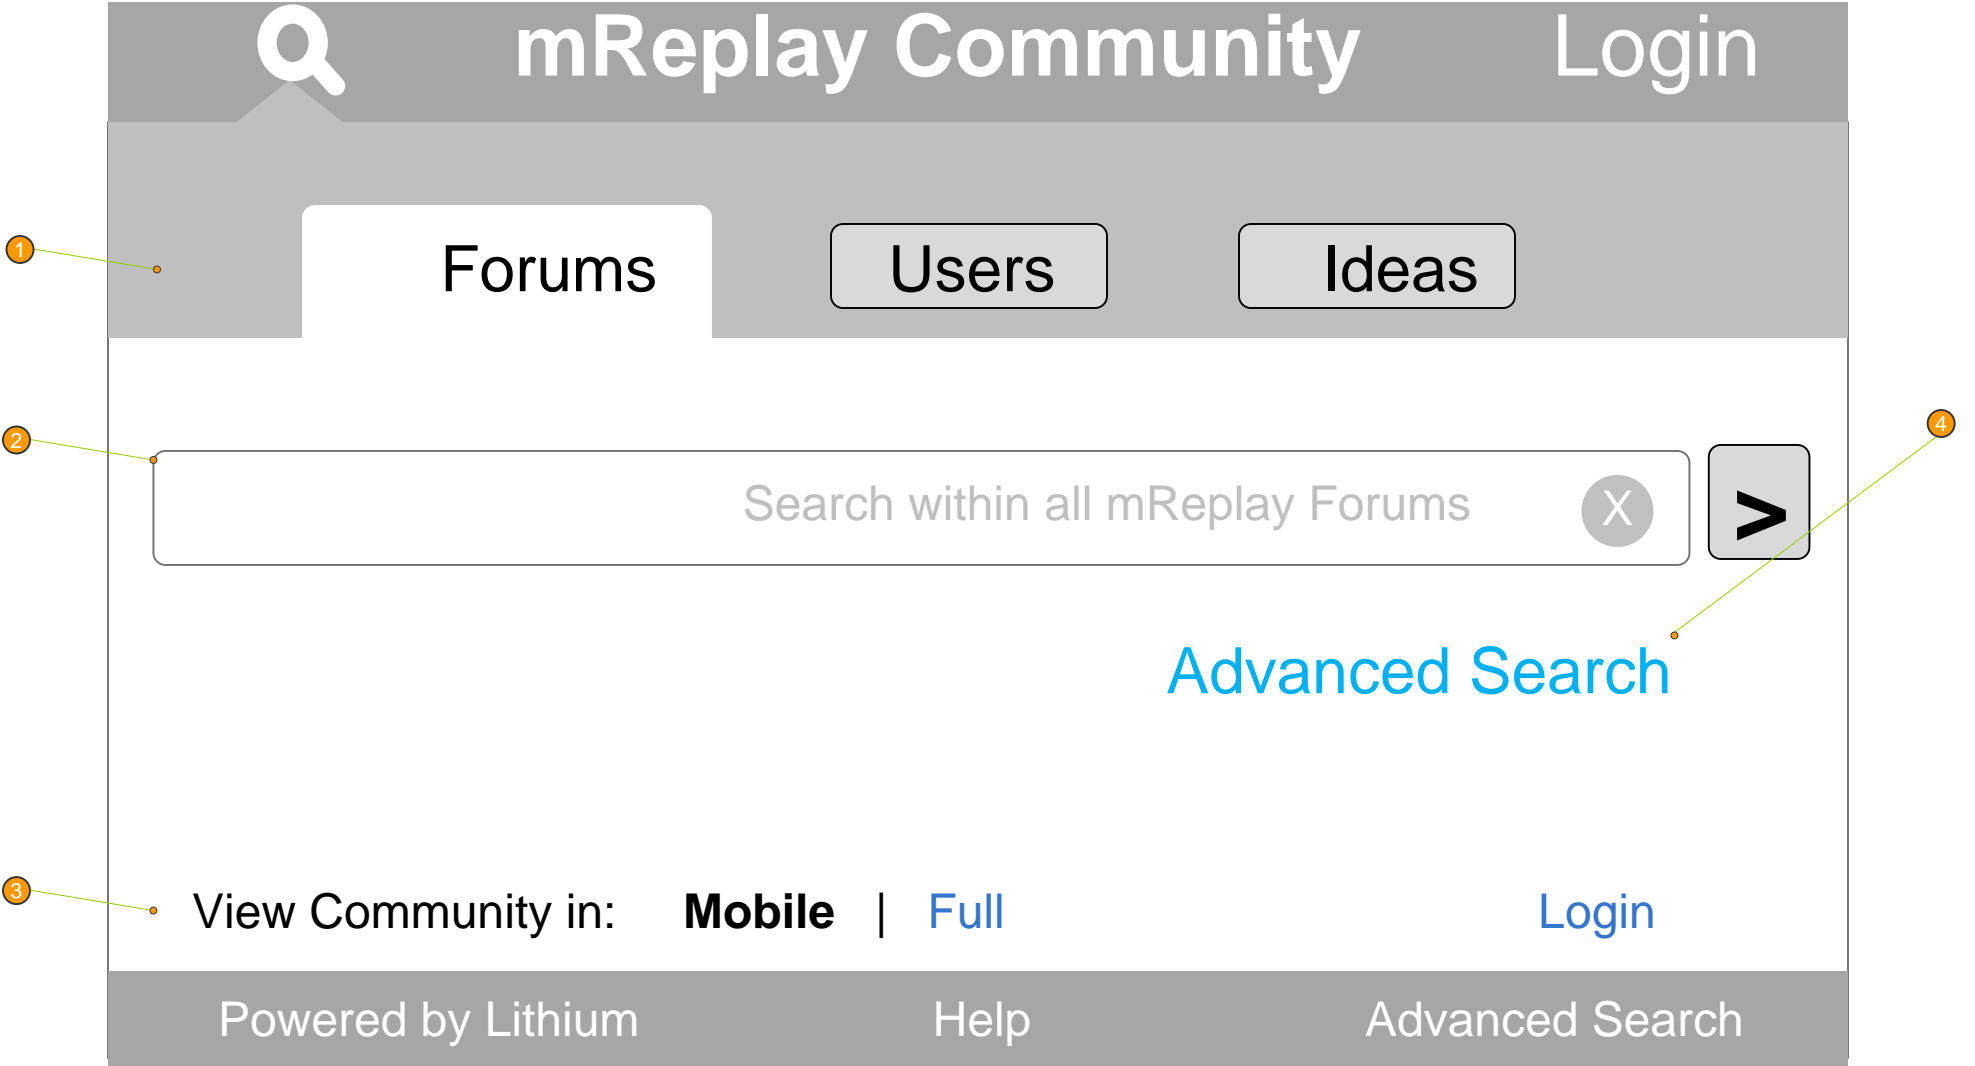 mReplay Community Login
1
Forums Users Ideas
2
4
Search within all mReplay Forums X >
Advanced Search
3
View Community in: Mobile | Full Login
Powered by Lithium Help Advanced Search